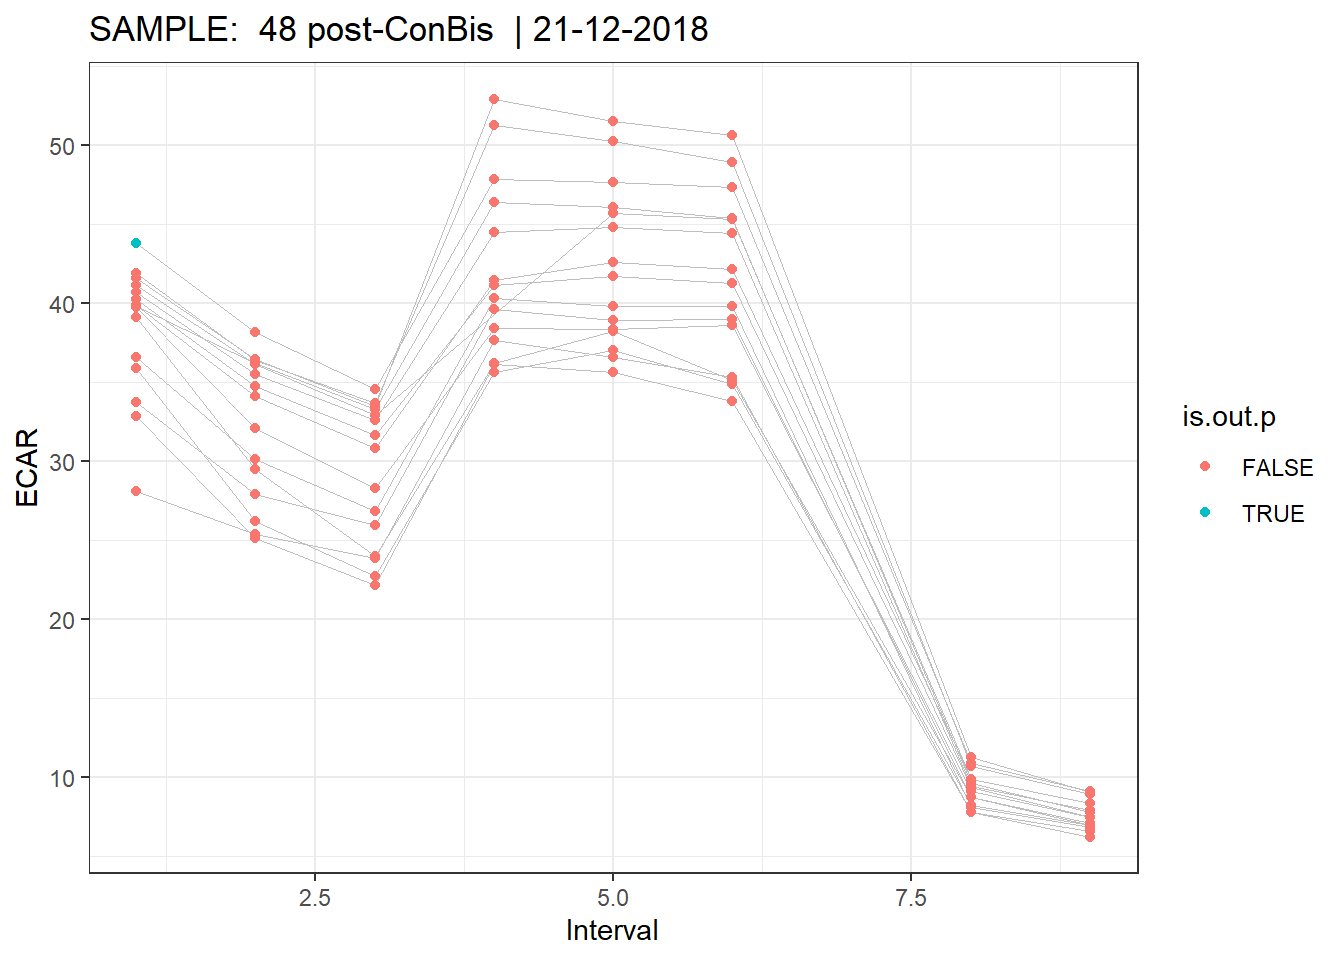 SAMPLE:  48 post-ConBis  | 21-12-2018
ECAR
50
40
30
20
10
2.5
5.0
7.5
Interval
is.out.p
FALSE
TRUE